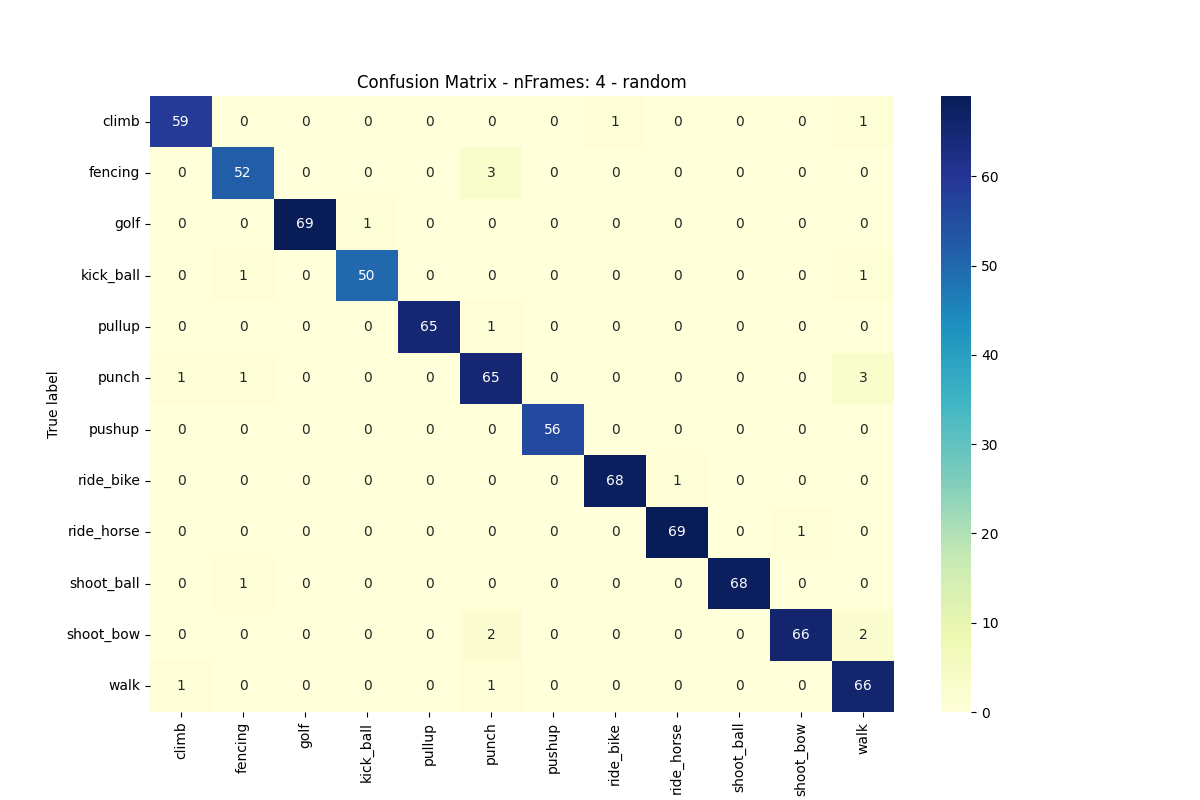 Confusion Matrix - nFrames: 4 - random
True label
climb 59 0 0 0 0 0 0 1 0 0 0 1
fencing 0 52 0 0 0 3 0 0 0 0 0 0
golf 0 0 69 1 0 0 0 0 0 0 0 0
kick_ball 0 1 0 50 0 0 0 0 0 0 0 1
pullup 0 0 0 0 65 1 0 0 0 0 0 0
punch 1 1 0 0 0 65 0 0 0 0 0 3
pushup 0 0 0 0 0 0 56 0 0 0 0 0
ride_bike 0 0 0 0 0 0 0 68 1 0 0 0
ride_horse 0 0 0 0 0 0 0 0 69 0 1 0
shoot_ball 0 1 0 0 0 0 0 0 0 68 0 0
shoot_bow 0 0 0 0 0 2 0 0 0 0 66 2
walk 1 0 0 0 0 1 0 0 0 0 0 66
climb fencing golf kick_ball pullup punch pushup ride_bike ride_horse shoot_ball shoot_bow walk
60
50
40
30
20
10
0